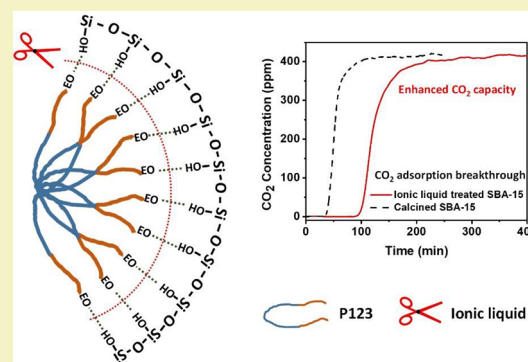 Si-O-Si-O-Si-O-Si-O-Si-O-Si-O-Si-O-Si-O-Si
HO
HO
HO
HO
HO
HO
HO
HO
HO
HO
EO
EO
EO
EO
EO
EO
EO
EO
EO
EO
CO₂ Concentration (ppm)
400
300
200
100
0
Enhanced CO₂ capacity
CO₂ adsorption breakthrough
Ionic liquid treated SBA-15
Calcined SBA-15
0 100 200 300 400
Time (min)
P123
Ionic liquid